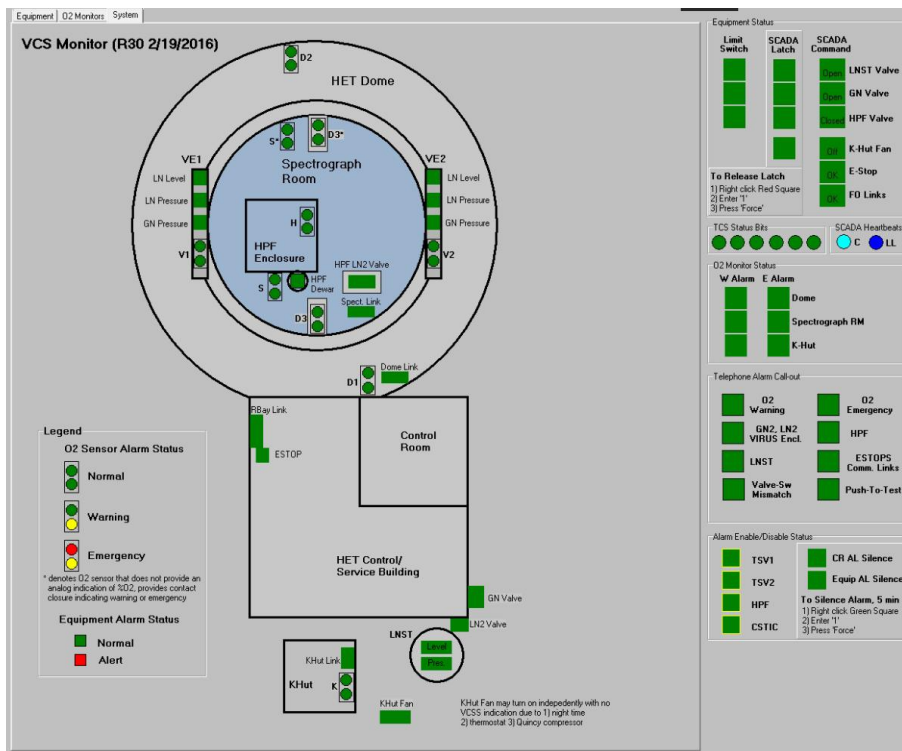 Equipment O2 Monitors System
VCS Monitor (R30 2/19/2016)
D2
HET Dome
S*
D3*
VE1
VE2
Spectrograph
Room
LN Level
LN Level
LN Pressure
LN Pressure
GN Pressure
GN Pressure
H
HPF
Enclosure
V1
V2
HPF LN2 Valve
S
HPF
Dewar
Spect. Link
D3
D1
Dome Link
RBay Link
ESTOP
Control
Room
HET Control/
Service Building
GN Valve
LN2 Valve
LNST
Level
Pres.
KHut Link
KHut
K
KHut Fan
KHut Fan may turn on indepedently with no
VCSS indication due to 1) night time
2) thermostat 3) Quincy compressor
Legend
O2 Sensor Alarm Status
Normal
Warning
Emergency
* denotes O2 sensor that does not provide an
analog indication of %O2, provides contact
closure indicating warning or emergency
Equipment Alarm Status
Normal
Alert
Equipment Status
Limit
Switch
SCADA
Latch
SCADA
Command
Open LNST Valve
Open GN Valve
Closed HPF Valve
Off K-Hut Fan
OK E-Stop
OK FO Links
To Release Latch
1) Right click Red Square
2) Enter '1'
3) Press 'Force'
TCS Status Bits
SCADA Heartbeats
C LL
O2 Monitor Status
W Alarm E Alarm
Dome
Spectrograph RM
K-Hut
Telephone Alarm Call-out
O2
Warning
O2
Emergency
GN2, LN2
VIRUS Encl.
HPF
LNST
ESTOPS
Comm. Links
Valve-Sw
Mismatch
Push-To-Test
Alarm Enable/Disable Status
TSV1
TSV2
HPF
CSTIC
CR AL Silence
Equip AL Silence
To Silence Alarm, 5 min
1) Right click Green Square
2) Enter '1'
3) Press 'Force'